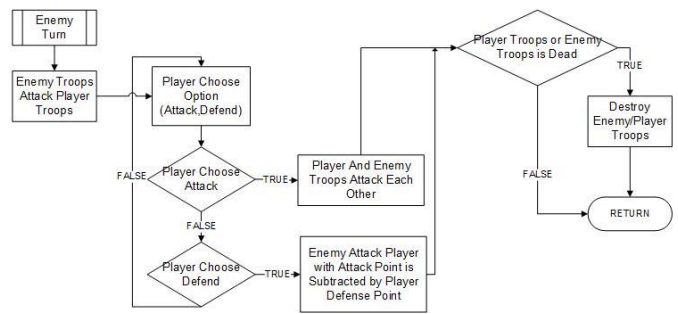 Enemy
Turn
Enemy Troops
Attack Player
Troops
Player Choose
Option
(Attack,Defend)
Player Choose
Attack
FALSE
TRUE
Player And Enemy
Troops Attack Each
Other
FALSE
Player Choose
Defend
TRUE
Enemy Attack Player
with Attack Point is
Subtracted by Player
Defense Point
Player Troops or Enemy
Troops is Dead
TRUE
Destroy
Enemy/Player
Troops
FALSE
RETURN